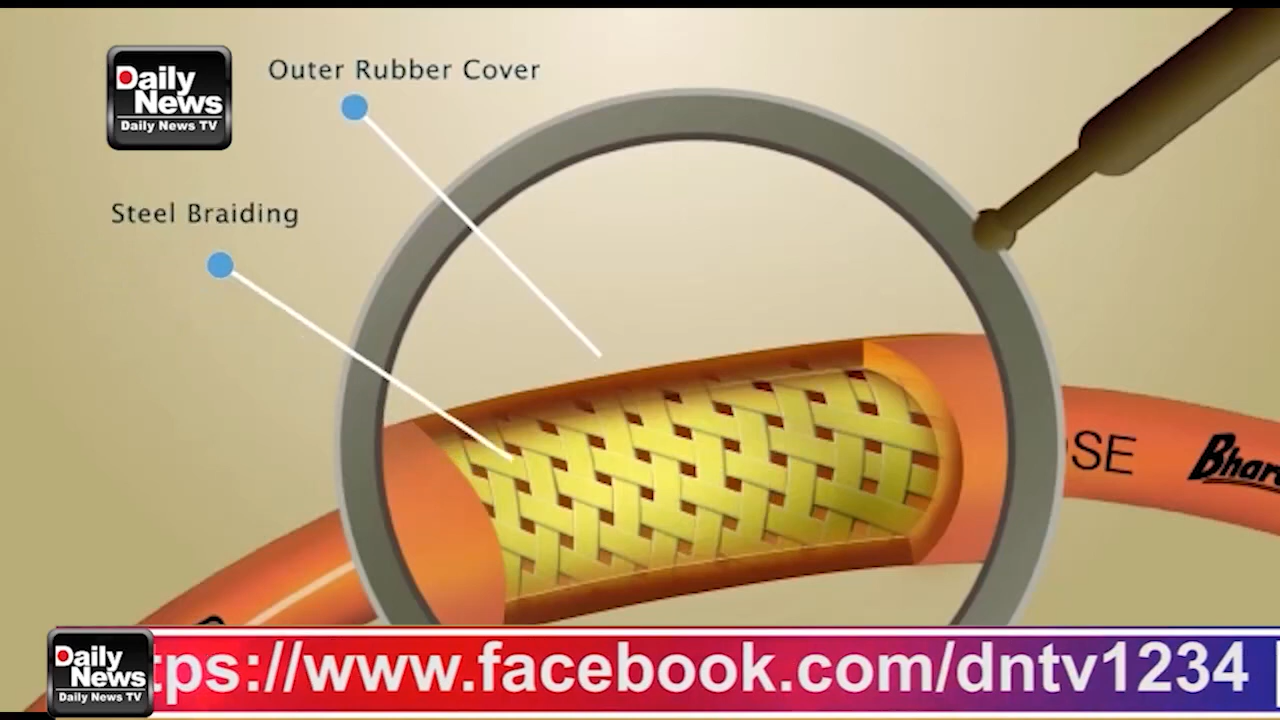 Daily
News
Daily News TV
Outer Rubber Cover
Steel Braiding
Daily
News
Daily News TV
tps://www.facebook.com/dntv1234